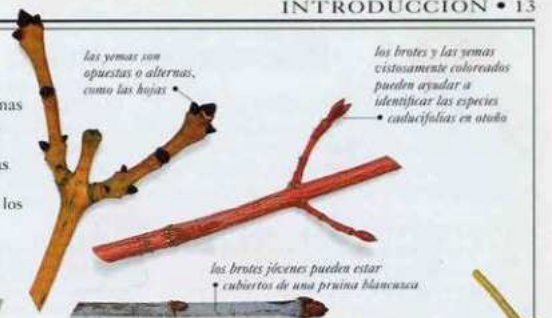 INTRODUCCIÓN • 13
las yemas son
opuestas o alternas,
como las hojas
los brotes y las yemas
vistosamente coloreados
pueden ayudar a
identificar las especies
caducifolias en otoño
los
los brotes jóvenes pueden estar
cubiertos de una pruina blancuzca